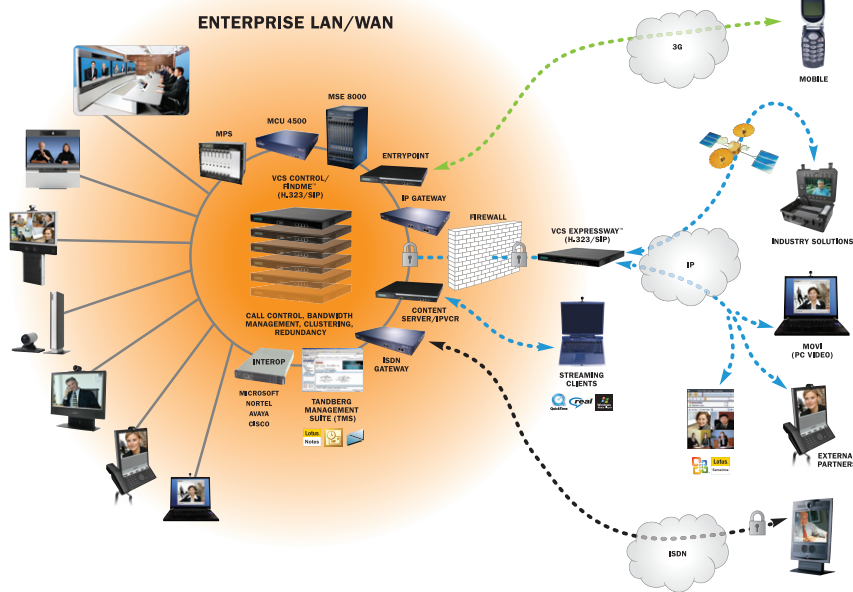 ENTERPRISE LAN/WAN
3G
MOBILE
MSE 8000
MCU 4500
MPS
ENTRYPOINT
VCS CONTROL/
FINDME™
(H.323/SIP)
IP GATEWAY
FIREWALL
VCS EXPRESSWAY™
(H.323/SIP)
INDUSTRY SOLUTIONS
IP
CALL CONTROL, BANDWIDTH
MANAGEMENT, CLUSTERING,
REDUNDANCY
CONTENT
SERVER/IPVCR
ISDN
GATEWAY
MOVI
(PC VIDEO)
INTEROP
MICROSOFT
NORTEL
AVAYA
CISCO
TANDBERG
MANAGEMENT
SUITE (TMS)
Lotus
Notes
STREAMING
CLIENTS
QuickTime
real
Lotus
Sametime
EXTERNA
PARTNERS
ISDN